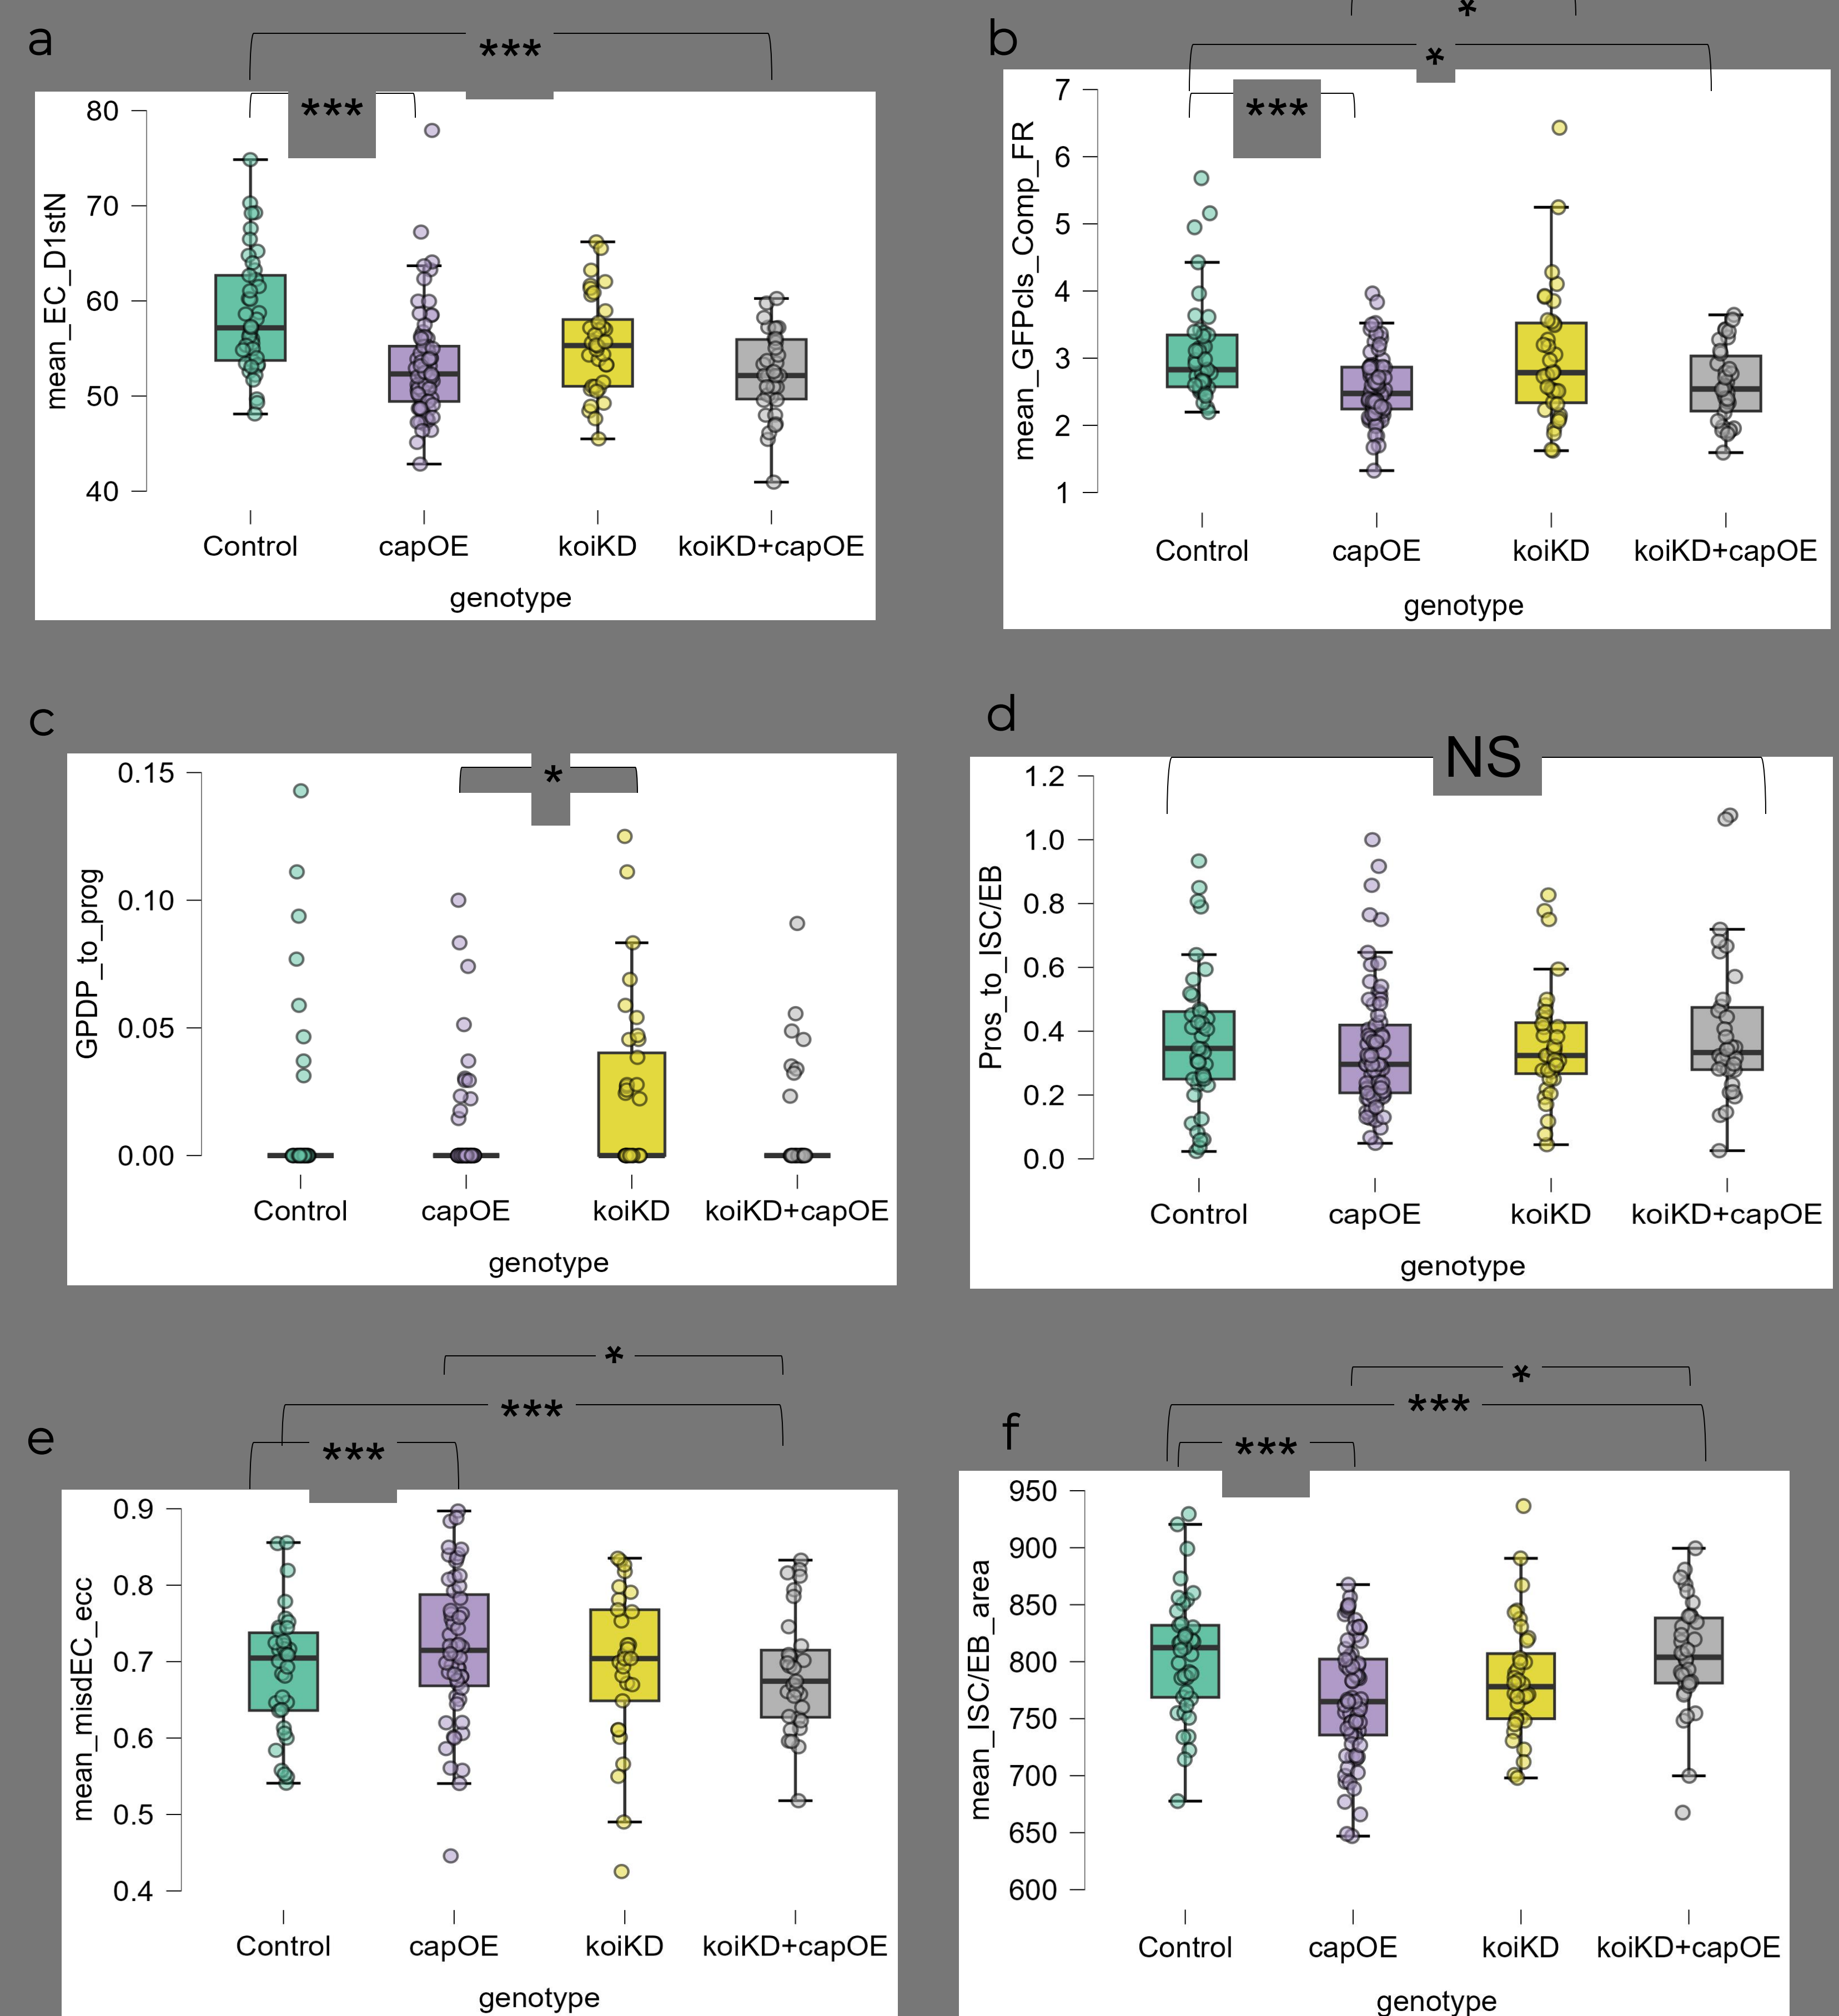 a
***
***
mean_EC_D1stN
80
70
60
50
40
Control capOE koiKD koiKD+capOE
genotype
b
*
*
***
mean_GFPcls_Comp_FR
7
6
5
4
3
2
1
Control capOE koiKD koiKD+capOE
genotype
c
*
GPDP_to_prog
0.15
0.10
0.05
0.00
Control capOE koiKD koiKD+capOE
genotype
d
NS
Pros_to_ISC/EB
1.2
1.0
0.8
0.6
0.4
0.2
0.0
Control capOE koiKD koiKD+capOE
genotype
e
*
***
***
mean_misdEC_ecc
0.9
0.8
0.7
0.6
0.5
0.4
Control capOE koiKD koiKD+capOE
genotype
f
*
***
***
mean_ISC/EB_area
950
900
850
800
750
700
650
600
Control capOE koiKD koiKD+capOE
genotype